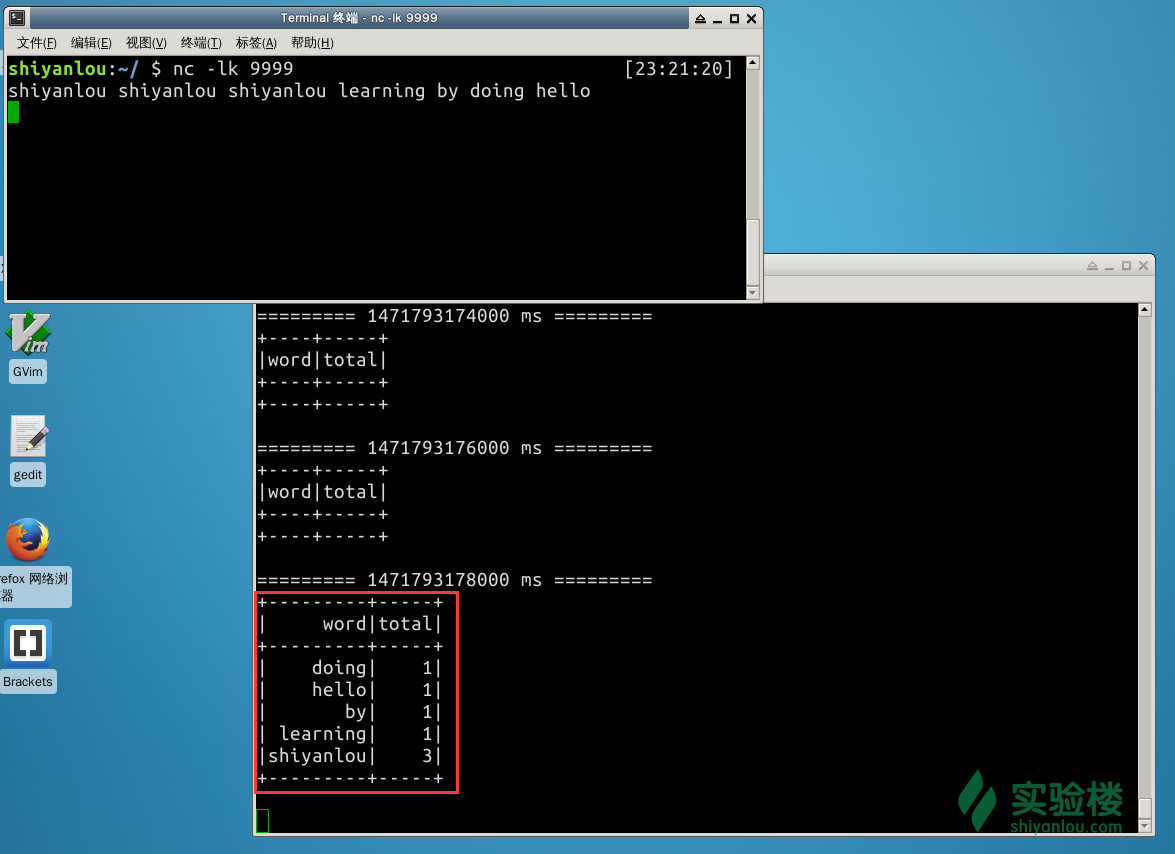 Terminal 终端 - nc -lk 9999
文件(F) 编辑(E) 视图(V) 终端(T) 标签(A) 帮助(H)
shiyanlou:~/ $ nc -lk 9999 [23:21:20]
shiyanlou shiyanlou shiyanlou learning by doing hello
========= 1471793174000 ms =========
+----+-----+
|word|total|
+----+-----+
+----+-----+
========= 1471793176000 ms =========
+----+-----+
|word|total|
+----+-----+
+----+-----+
========= 1471793178000 ms =========
+---------+-----+
|     word|total|
+---------+-----+
|    doing|    1|
|    hello|    1|
|       by|    1|
| learning|    1|
|shiyanlou|    3|
+---------+-----+
GVim
gedit
refox 网络浏
览器
Brackets
实验楼
shiyanlou.com